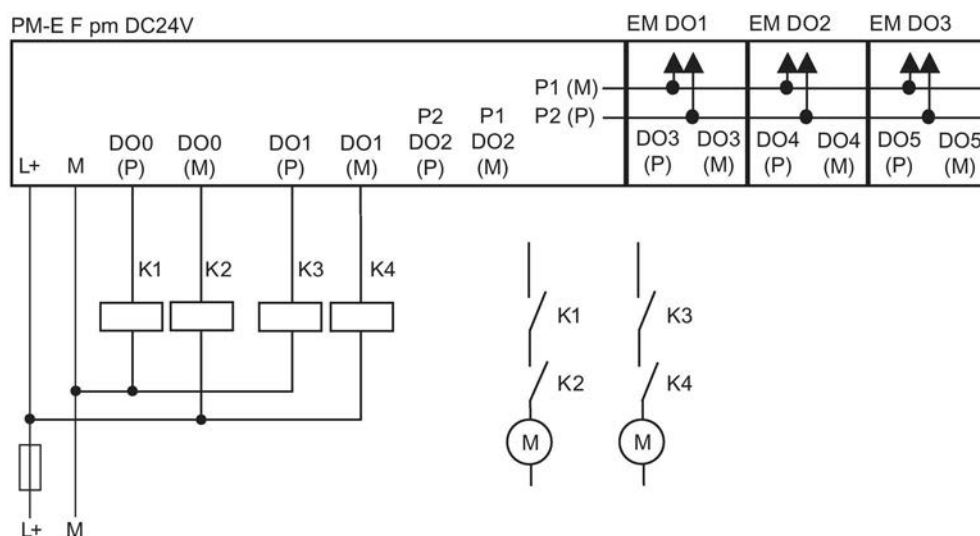 PM-E F pm DC24V
EM DO1 EM DO2 EM DO3
P1 (M)
P2 (P)
L+ M DO0 (P) DO0 (M) DO1 (P) DO1 (M) P2 DO2 (P) P1 DO2 (M)
DO3 (P) DO3 (M) DO4 (P) DO4 (M) DO5 (P) DO5 (M)
K1 K2 K3 K4
K1 K3
K2 K4
M M
L+ M